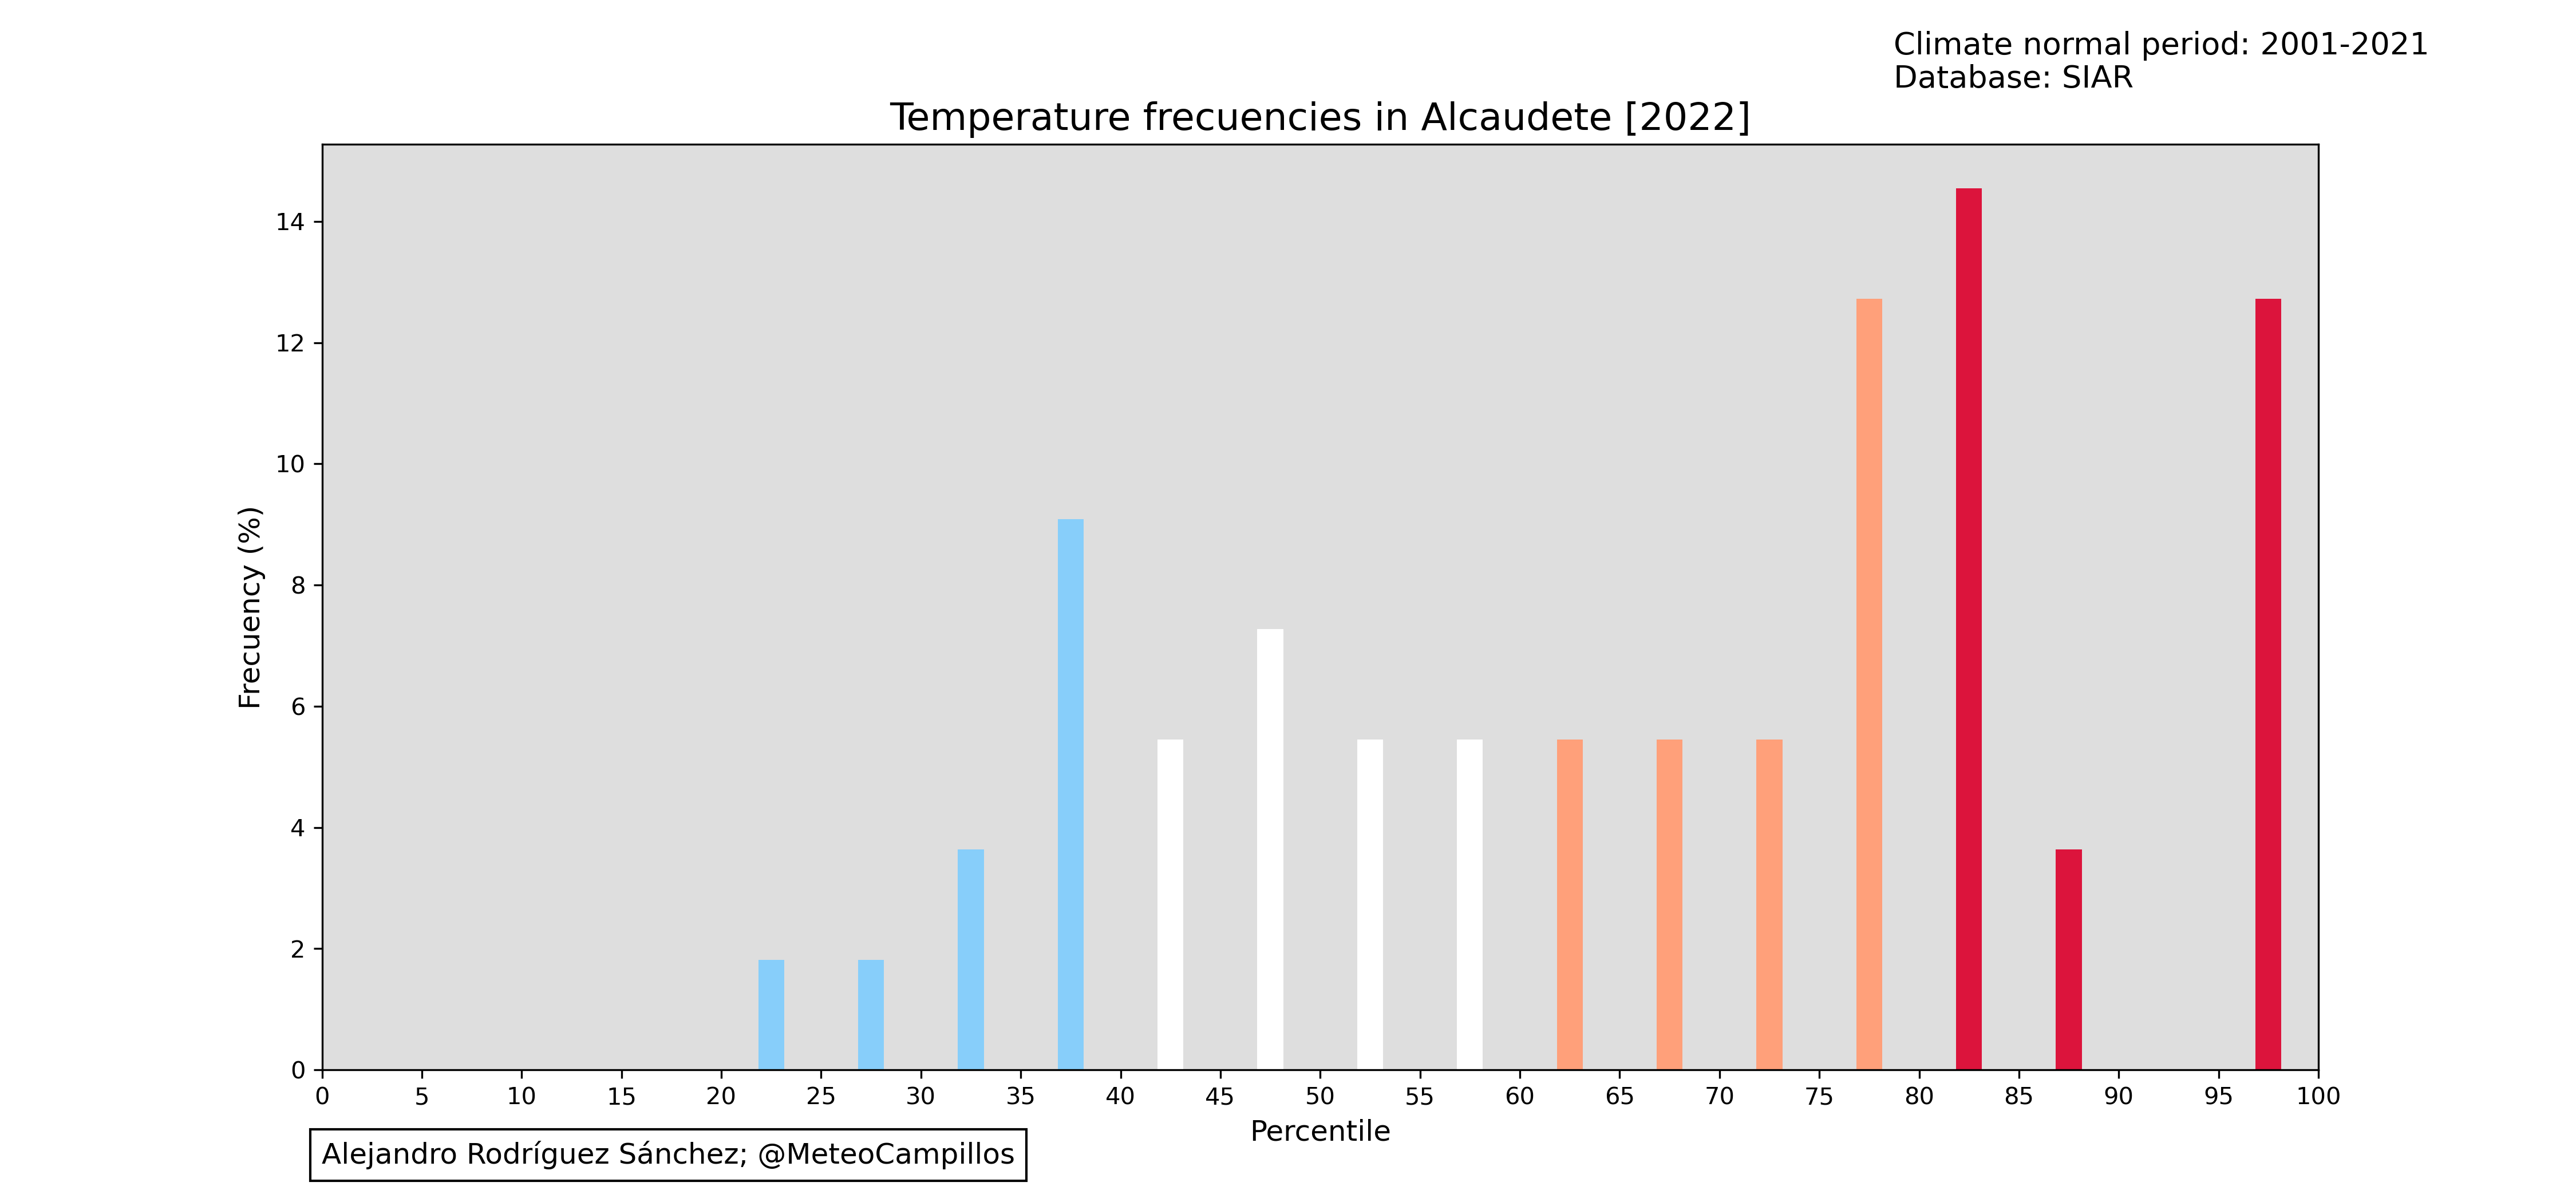 Climate normal period: 2001-2021
Database: SIAR
Temperature frecuencies in Alcaudete [2022]
14
12
10
8
6
4
2
0
Frecuency (%)
0 5 10 15 20 25 30 35 40 45 50 55 60 65 70 75 80 85 90 95 100
Percentile
Alejandro Rodríguez Sánchez; @MeteoCampillos